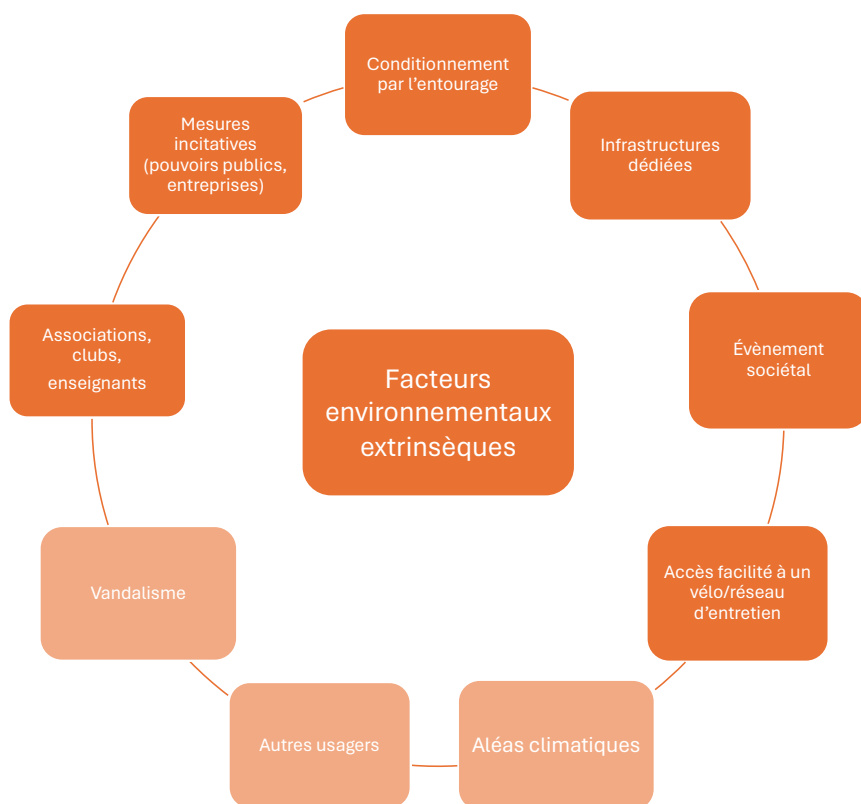 Conditionnement
par l’entourage
Infrastructures
dédiées
Évènement
sociétal
Accès facilité à un
vélo/réseau
d’entretien
Aléas climatiques
Autres usagers
Vandalisme
Associations,
clubs,
enseignants
Mesures
incitatives
(pouvoirs publics,
entreprises)
Facteurs
environnementaux
extrinsèques